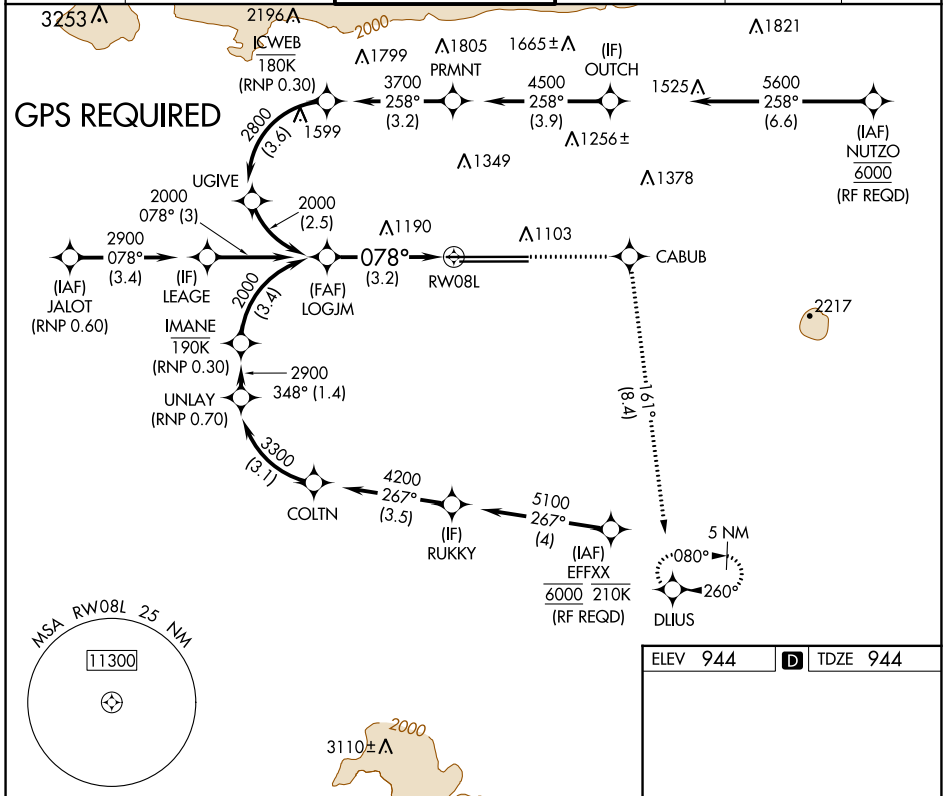 3253
2196
2000
1821
ICWEB
180K
(RNP 0.30)
1799
1805
1665±
(IF)
OUTCH
PRMNT
GPS REQUIRED
3700
258°
(3.2)
4500
258°
(3.9)
1525
5600
258°
(6.6)
2800
(3.6)
1599
1256±
(IAF)
NUTZO
6000
(RF REQD)
1349
1378
UGIVE
2000
078° (3)
2000
(2.5)
1190
1103
2900
078°
(3.4)
078°
(3.2)
RW08L
CABUB
(IAF)
JALOT
(RNP 0.60)
(IF)
LEAGE
(FAF)
LOGJM
2000
(3.4)
2217
IMANE
190K
(RNP 0.30)
2900
348° (1.4)
UNLAY
(RNP 0.70)
161°
(8.4)
3300
(3.1)
COLTN
4200
267°
(3.5)
(IF)
RUKKY
5100
267°
(4)
(IAF)
EFFXX
6000 210K
(RF REQD)
5 NM
080°
260°
DLIUS
MSA RW08L 25 NM
11300
ELEV 944 D TDZE 944
2000
3110±